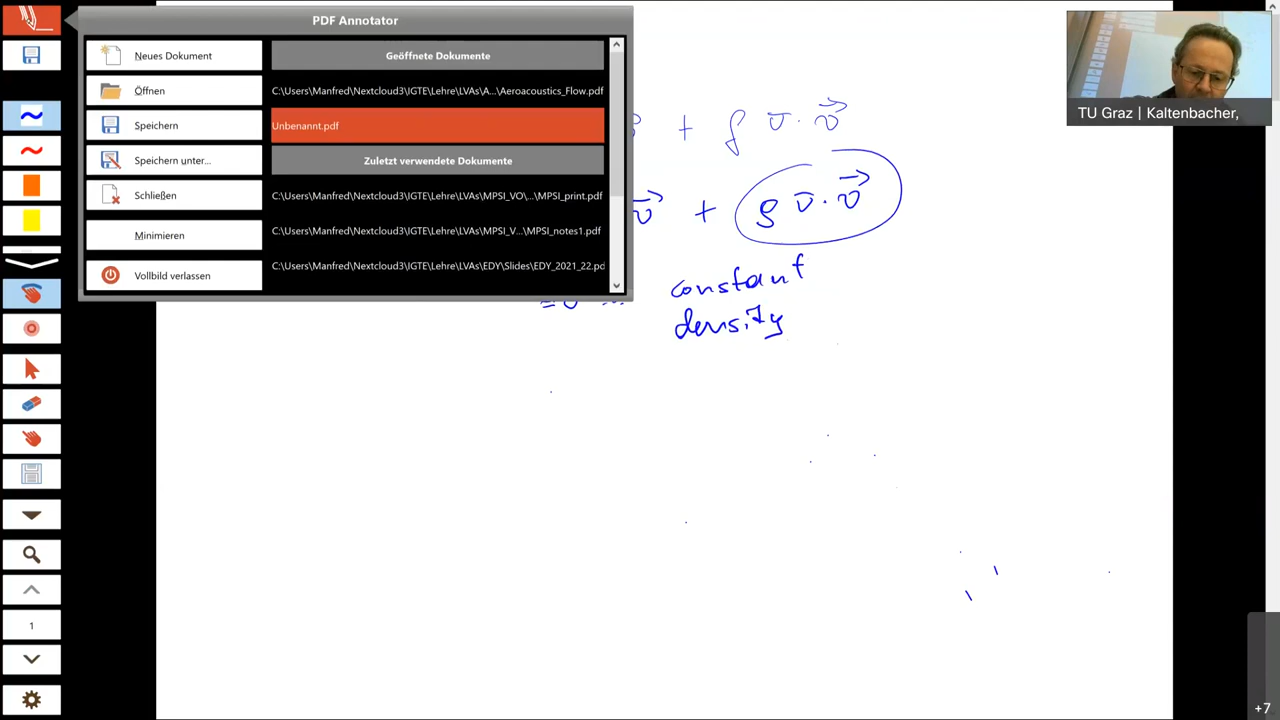 PDF Annotator
Neues Dokument
Geöffnete Dokumente
Öffnen
C:\Users\Manfred\Nextcloud3\IGTE\Lehre\LVAs\A...\Aeroacoustics_Flow.pdf
Speichern
Unbenannt.pdf
Speichern unter...
Zuletzt verwendete Dokumente
Schließen
C:\Users\Manfred\Nextcloud3\IGTE\Lehre\LVAs\MPSI_VO\...\MPSI_print.pdf
Minimieren
C:\Users\Manfred\Nextcloud3\IGTE\Lehre\LVAs\MPSI_V...\MPSI_notes1.pdf
Vollbild verlassen
C:\Users\Manfred\Nextcloud3\IGTE\Lehre\LVAs\EDY\Slides\EDY_2021_22.pd
TU Graz | Kaltenbacher,
+ ρ ∇ · v⃗
v⃗ + ρ ∇ · v⃗
constant
density
1
+7